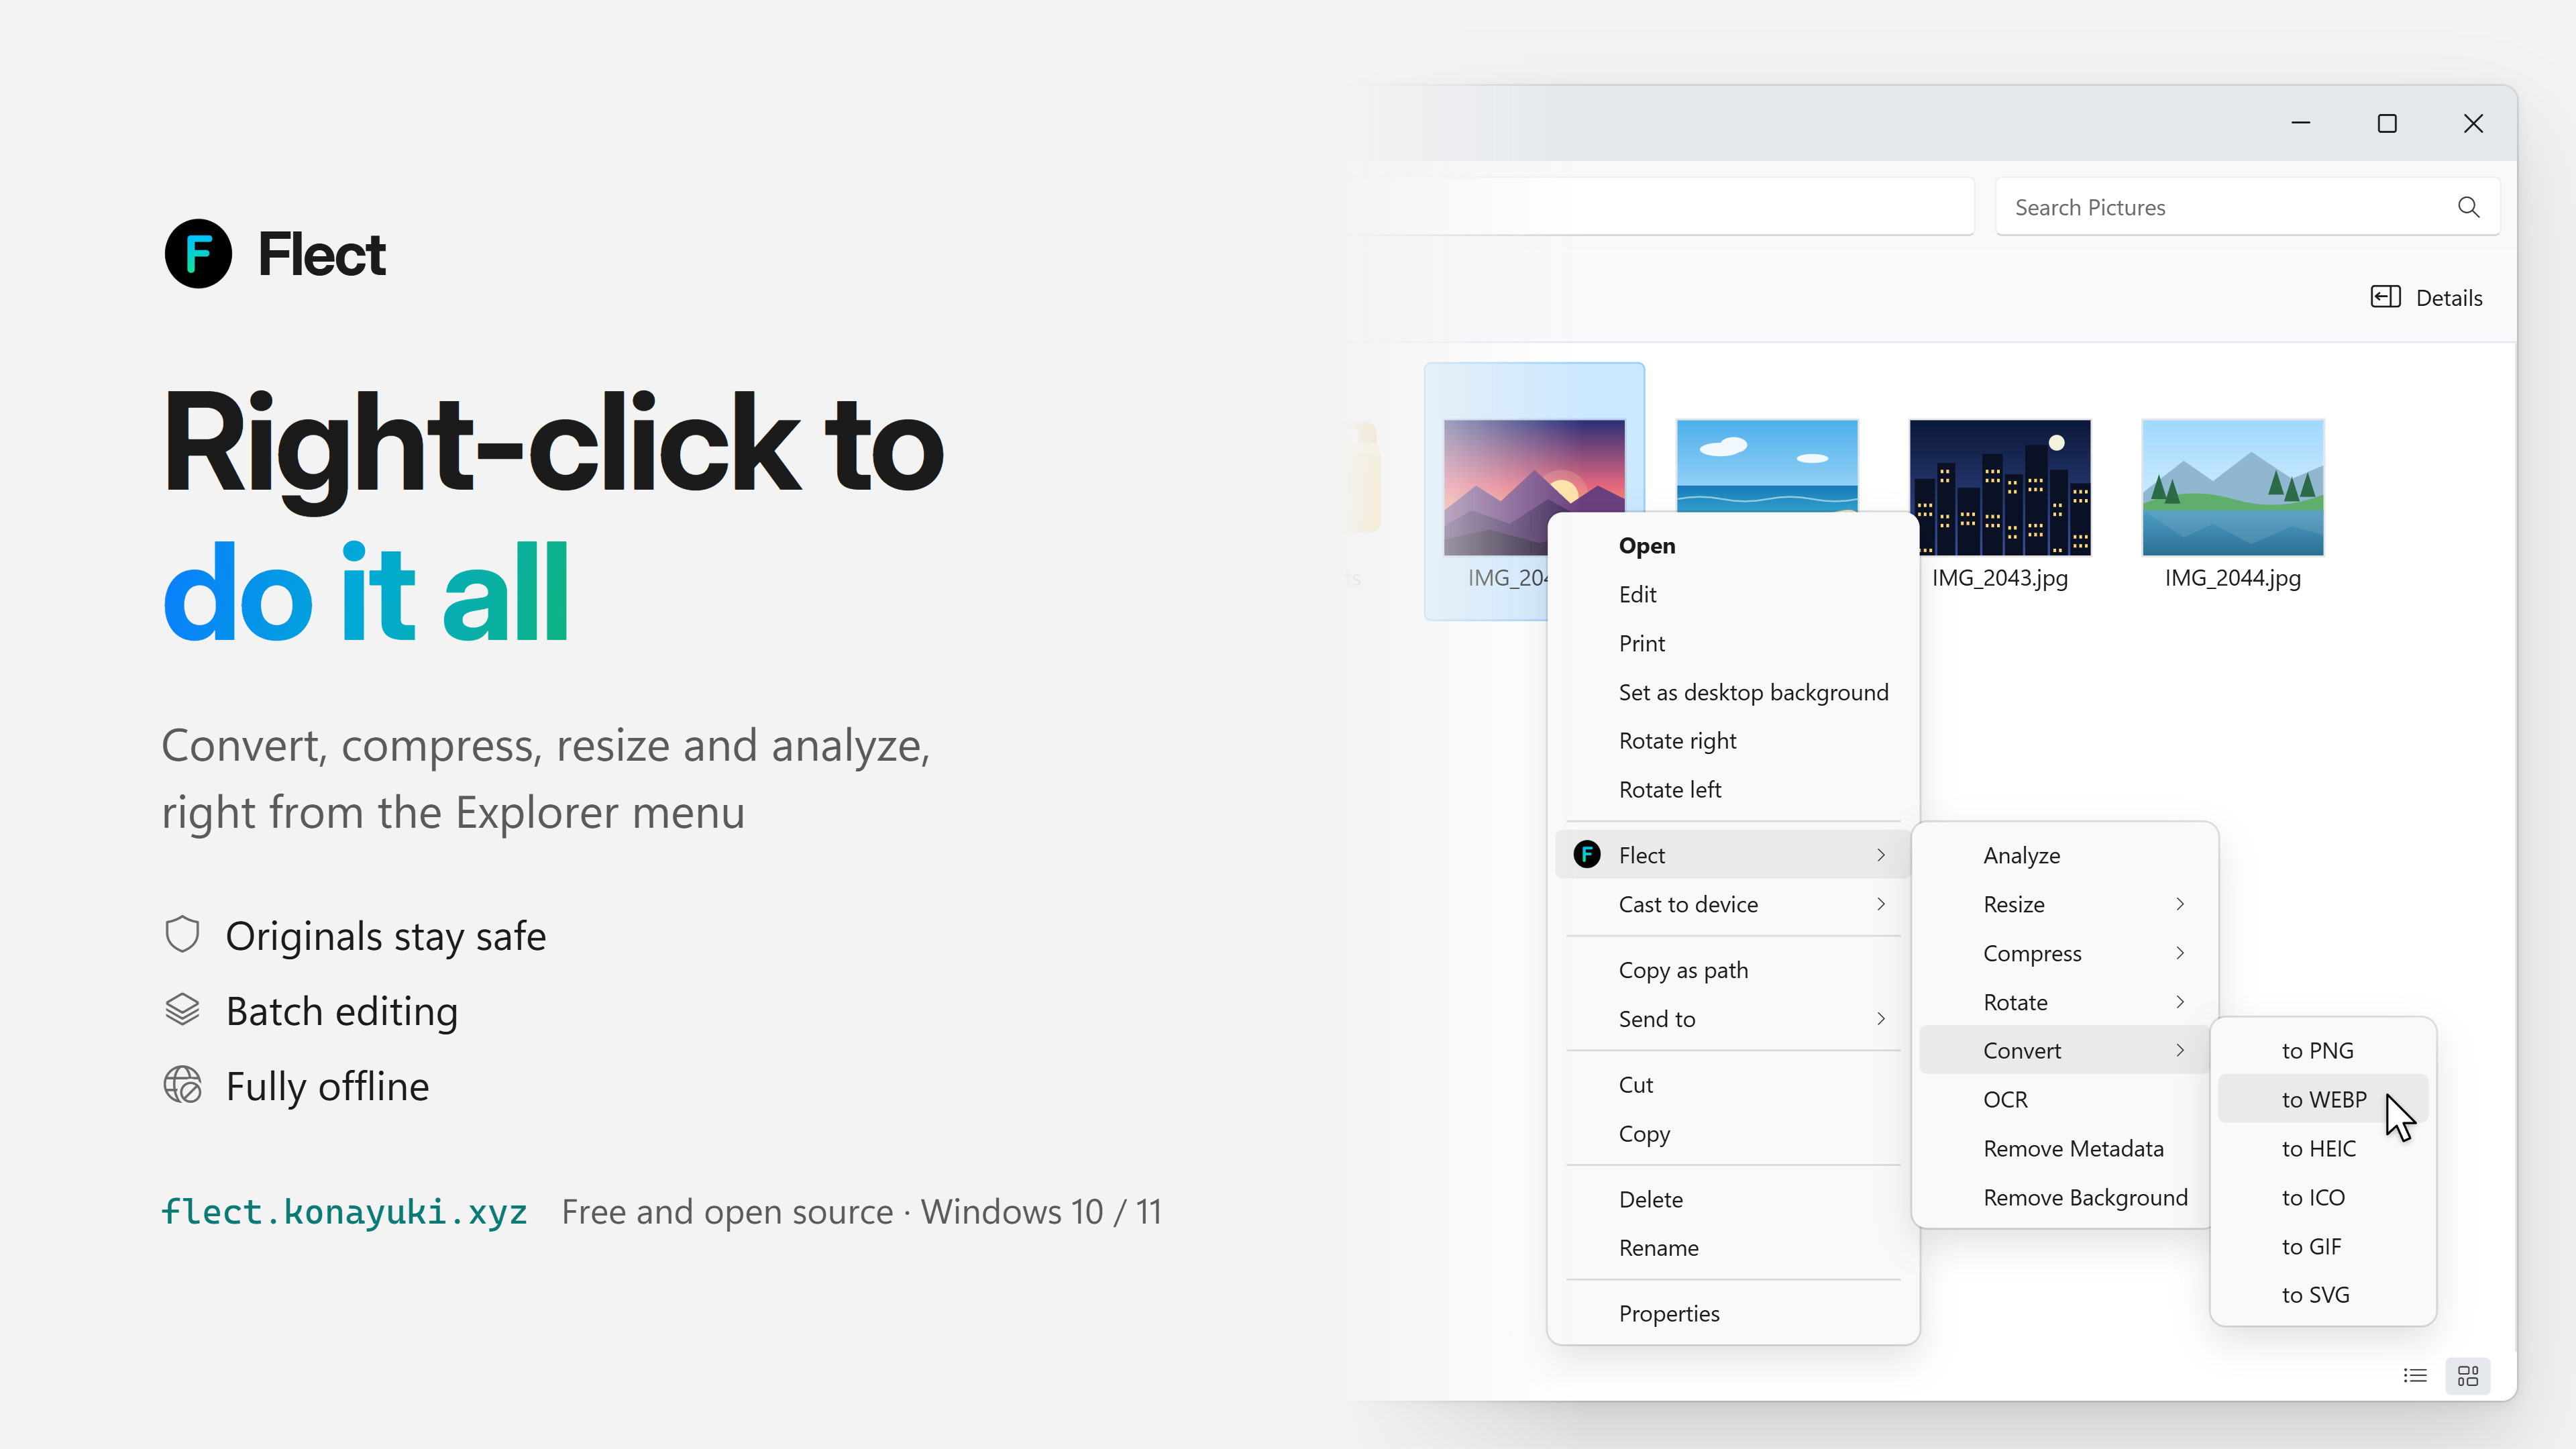 F Flect
Right-click to
do it all
Convert, compress, resize and analyze,
right from the Explorer menu
Originals stay safe
Batch editing
Fully offline
flect.konayuki.xyz Free and open source · Windows 10 / 11
Search Pictures
Details
IMG_204
IMG_2043.jpg
IMG_2044.jpg
Open
Edit
Print
Set as desktop background
Rotate right
Rotate left
F Flect
Cast to device
Copy as path
Send to
Cut
Copy
Delete
Rename
Properties
Analyze
Resize
Compress
Rotate
Convert
OCR
Remove Metadata
Remove Background
to PNG
to WEBP
to HEIC
to ICO
to GIF
to SVG